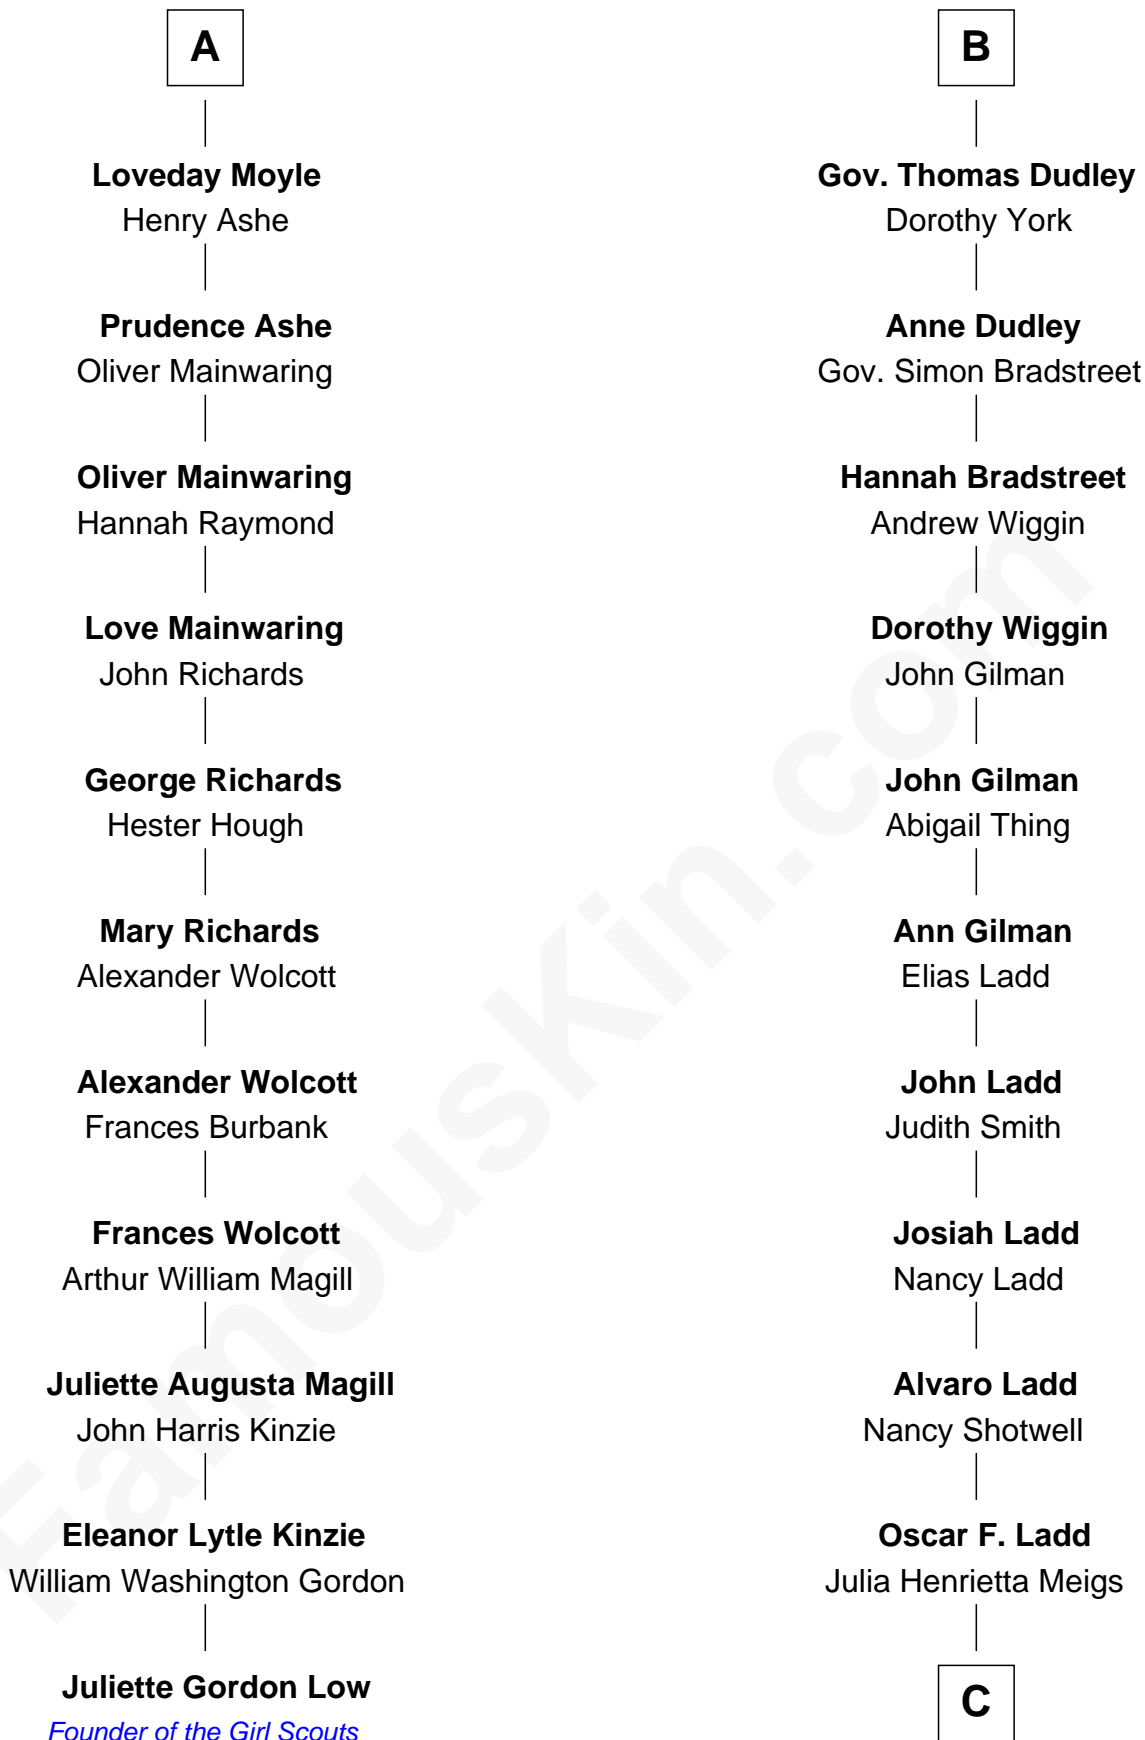 A
Loveday Moyle
Henry Ashe
Prudence Ashe
Oliver Mainwaring
Oliver Mainwaring
Hannah Raymond
Love Mainwaring
John Richards
George Richards
Hester Hough
Mary Richards
Alexander Wolcott
Alexander Wolcott
Frances Burbank
Frances Wolcott
Arthur William Magill
Juliette Augusta Magill
John Harris Kinzie
Eleanor Lytle Kinzie
William Washington Gordon
Juliette Gordon Low
Founder of the Girl Scouts
B
Gov. Thomas Dudley
Dorothy York
Anne Dudley
Gov. Simon Bradstreet
Hannah Bradstreet
Andrew Wiggin
Dorothy Wiggin
John Gilman
John Gilman
Abigail Thing
Ann Gilman
Elias Ladd
John Ladd
Judith Smith
Josiah Ladd
Nancy Ladd
Alvaro Ladd
Nancy Shotwell
Oscar F. Ladd
Julia Henrietta Meigs
C
FamousKin.com